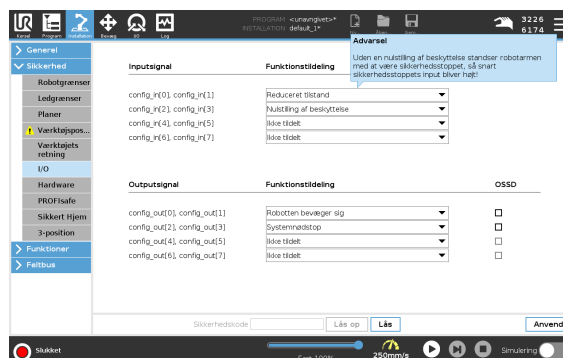 PROGRAM <unavngivet>*
INSTALLATION default_1*
3226
6174
Kørsel Program Installation Bevæg I/O Log
Advarsel
Uden en nulstilling af beskyttelse standser robotarmen
med at være sikkerhedsstoppet, så snart
sikkerhedsstoppets input bliver højt!
Generel
Sikkerhed
Robotgrænser
Ledgrænser
Planer
Værktøjspos...
Værktøjets
retning
I/O
Hardware
PROFIsafe
Sikkert Hjem
3-position
Funktioner
Feltbus
Inputsignal Funktionstildeling
config_in[0], config_in[1] Reduceret tilstand
config_in[2], config_in[3] Nulstilling af beskyttelse
config_in[4], config_in[5] Ikke tildelt
config_in[6], config_in[7] Ikke tildelt
Outputsignal Funktionstildeling OSSD
config_out[0], config_out[1] Robotten bevæger sig
config_out[2], config_out[3] Systemnødstop
config_out[4], config_out[5] Ikke tildelt
config_out[6], config_out[7] Ikke tildelt
Sikkerhedskode Lås op Lås Anvend
Slukket 250mm/s Simulering